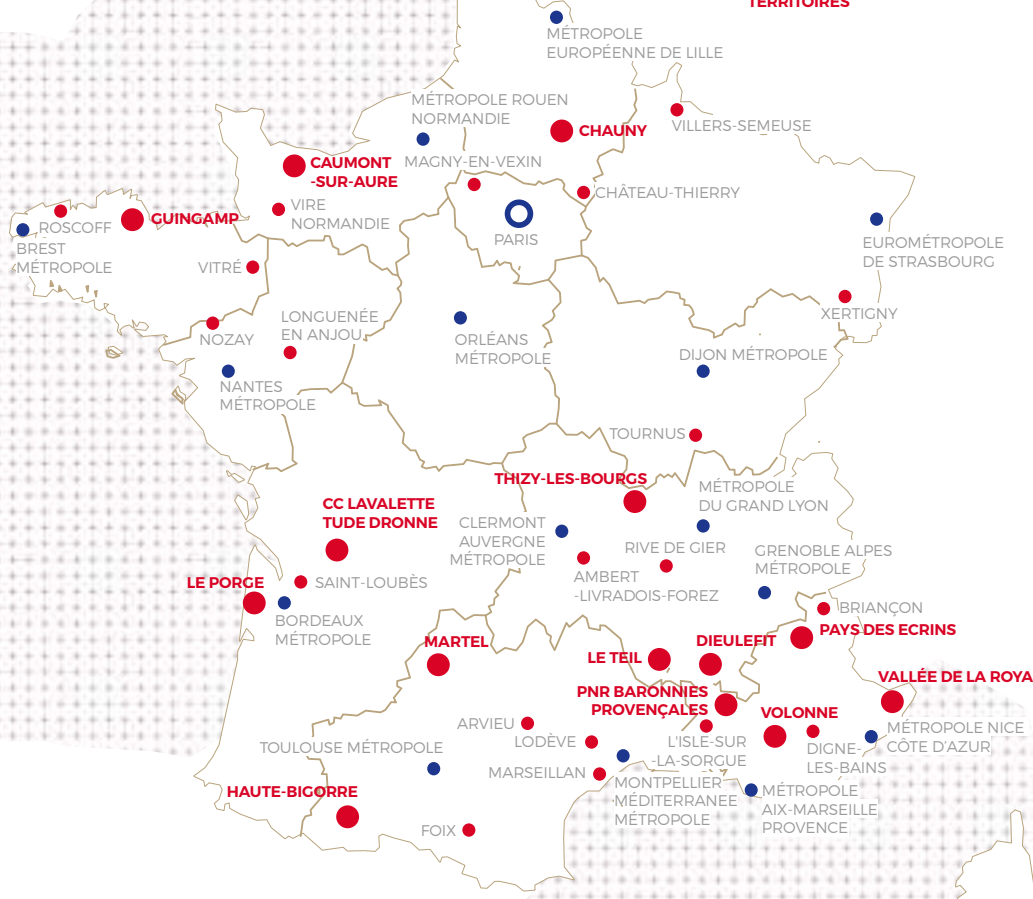 TERRITOIRES
MÉTROPOLE
EUROPÉENNE DE LILLE
MÉTROPOLE ROUEN
NORMANDIE
CHAUNY
VILLERS-SEMEUSE
CAUMONT
-SUR-AURE
MAGNY-EN-VEXIN
CHÂTEAU-THIERRY
VIRE
NORMANDIE
GUINGAMP
ROSCOFF
BREST
MÉTROPOLE
PARIS
EUROMÉTROPOLE
DE STRASBOURG
VITRÉ
XERTIGNY
LONGUENÉE
EN ANJOU
NOZAY
ORLÉANS
MÉTROPOLE
DIJON MÉTROPOLE
NANTES
MÉTROPOLE
TOURNUS
THIZY-LES-BOURGS
MÉTROPOLE
DU GRAND LYON
CC LAVALETTE
TUDE DRONNE
CLERMONT
AUVERGNE
MÉTROPOLE
RIVE DE GIER
GRENOBLE ALPES
MÉTROPOLE
AMBERT
-LIVRADOIS-FOREZ
LE PORGE
SAINT-LOUBÈS
BORDEAUX
MÉTROPOLE
BRIANÇON
PAYS DES ECRINS
MARTEL
LE TEIL
DIEULEFIT
VALLÉE DE LA ROYA
PNR BARONNIES
PROVENÇALES
VOLONNE
ARVIEU
LODÈVE
L'ISLE-SUR
-LA-SORGUE
DIGNE-
LES-BAINS
MÉTROPOLE NICE
CÔTE D'AZUR
TOULOUSE MÉTROPOLE
MARSEILLAN
MONTPELLIER
MÉDITERRANEE
MÉTROPOLE
MÉTROPOLE
AIX-MARSEILLE
PROVENCE
HAUTE-BIGORRE
FOIX